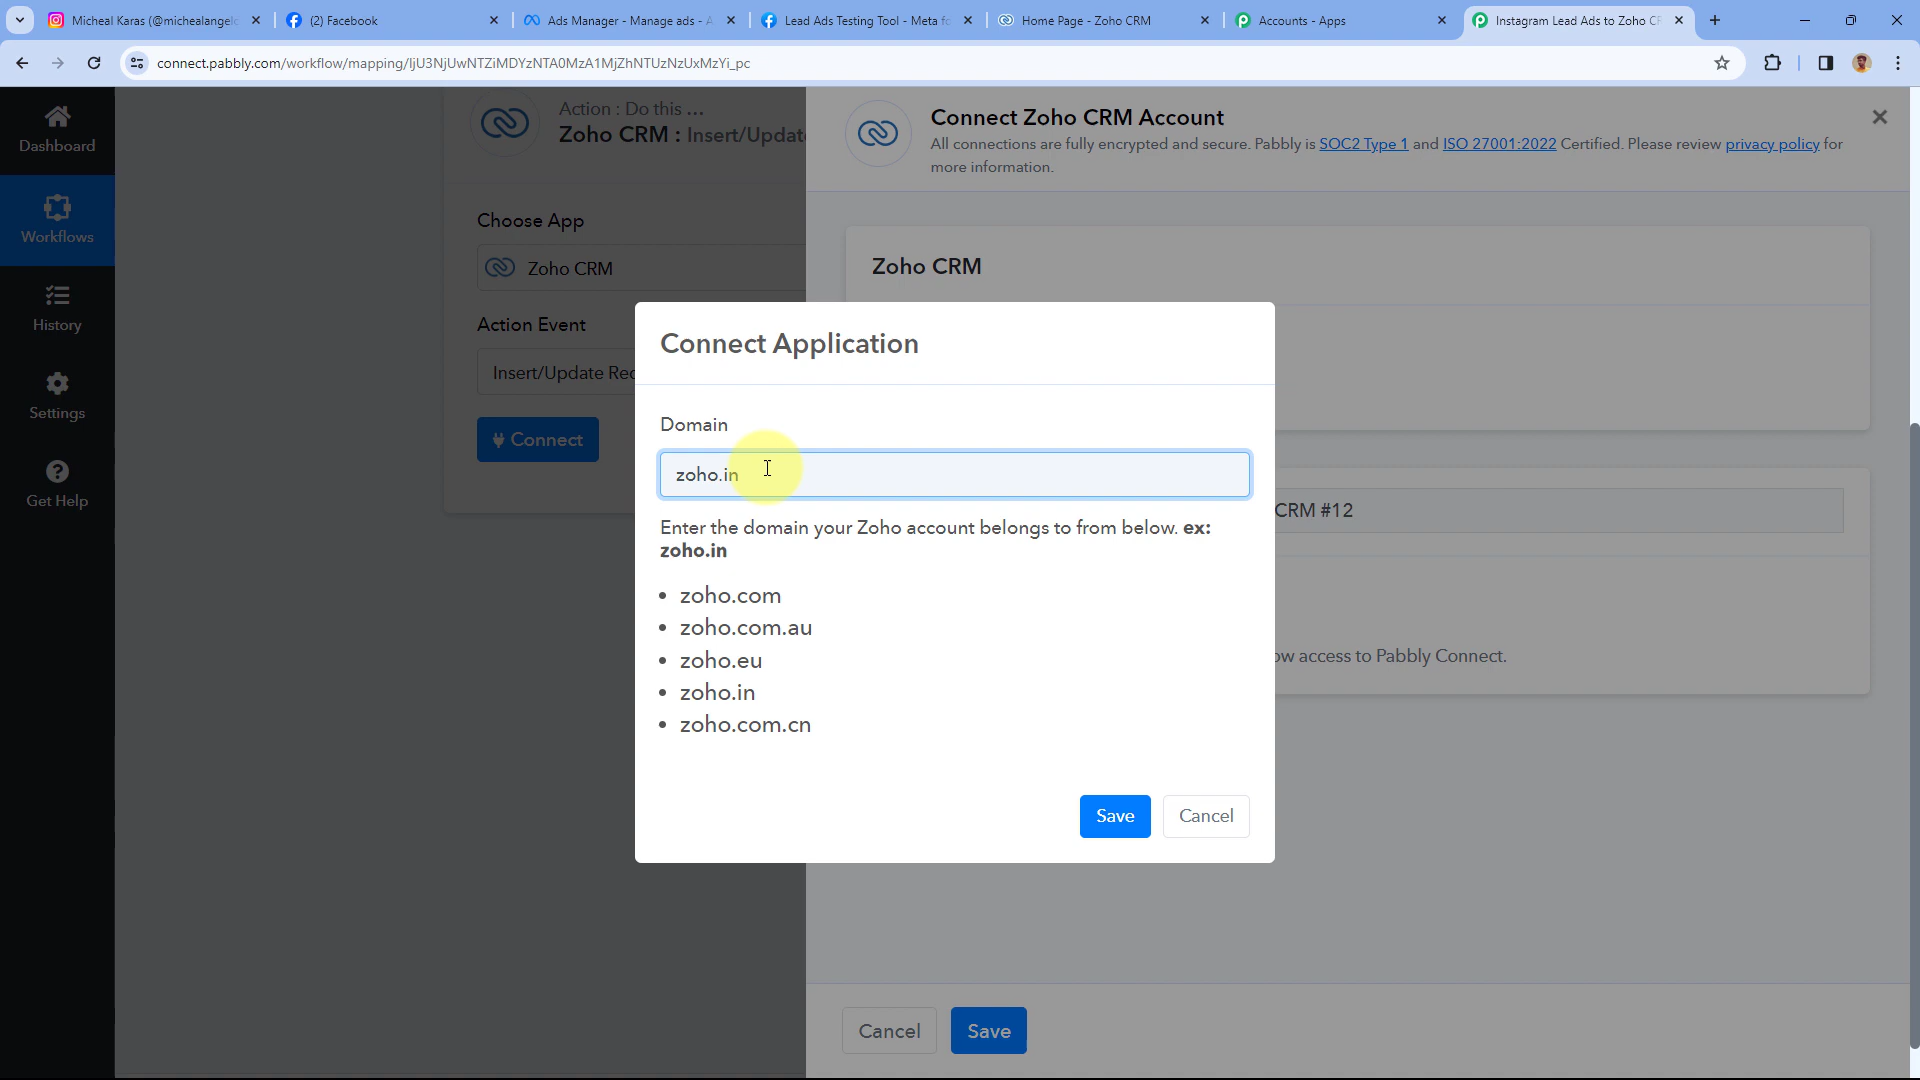 Micheal Karas (@michealangelo
(2) Facebook
Ads Manager - Manage ads - A
Lead Ads Testing Tool - Meta fo
Home Page - Zoho CRM
Accounts - Apps
Instagram Lead Ads to Zoho CR
connect.pabbly.com/workflow/mapping/IjU3NjUwNTZiMDYzNTA0MzA1MjZhNTUzNzUxMzYi_pc
Dashboard
Workflows
History
Settings
Get Help
Action : Do this ...
Zoho CRM : Insert/Update
Choose App
Zoho CRM
Action Event
Insert/Update Rec
Connect
Connect Zoho CRM Account
All connections are fully encrypted and secure. Pabbly is SOC2 Type 1 and ISO 27001:2022 Certified. Please review privacy policy for
more information.
Zoho CRM
CRM #12
ow access to Pabbly Connect.
Cancel
Save
Connect Application
Domain
zoho.in
Enter the domain your Zoho account belongs to from below. ex:
zoho.in
• zoho.com
• zoho.com.au
• zoho.eu
• zoho.in
• zoho.com.cn
Save
Cancel